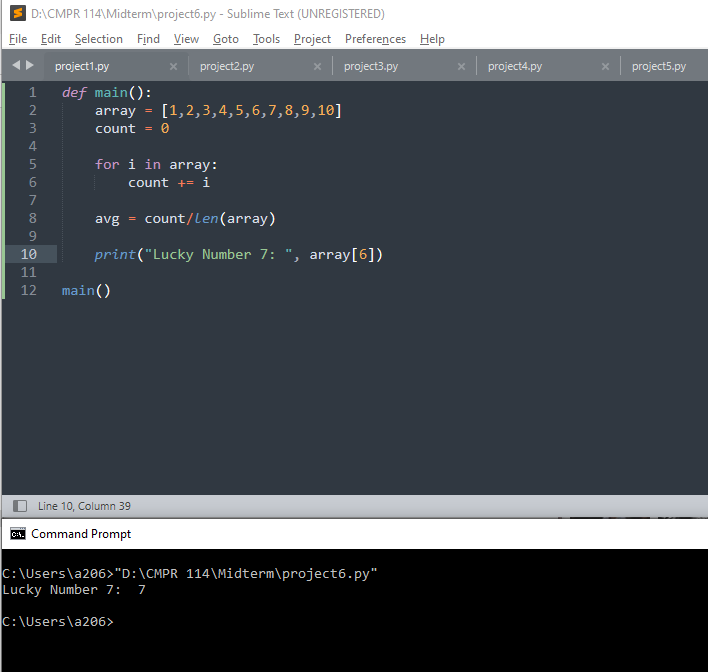 D:\CMPR 114\Midterm\project6.py - Sublime Text (UNREGISTERED)
File Edit Selection Find View Goto Tools Project Preferences Help
project1.py × project2.py × project3.py × project4.py × project5.py
1 def main():
2     array = [1,2,3,4,5,6,7,8,9,10]
3     count = 0
4
5     for i in array:
6         count += i
7
8     avg = count/len(array)
9
10     print("Lucky Number 7: ", array[6])
11
12 main()
Line 10, Column 39
C:\. Command Prompt
C:\Users\a206>"D:\CMPR 114\Midterm\project6.py"
Lucky Number 7:  7
C:\Users\a206>